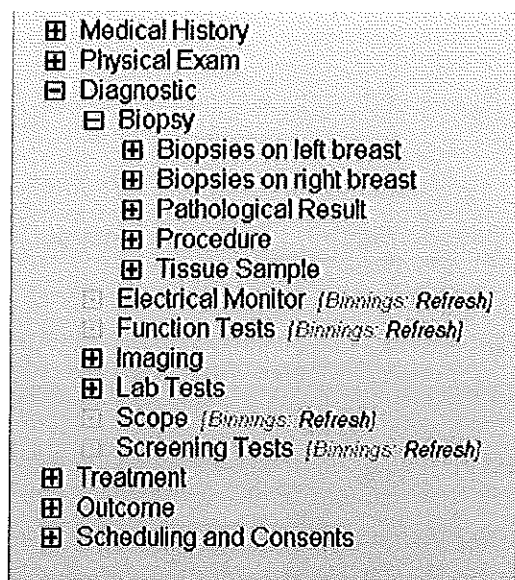 Medical History
Physical Exam
Diagnostic
Biopsy
Biopsies on left breast
Biopsies on right breast
Pathological Result
Procedure
Tissue Sample
Electrical Monitor [Binnings: Refresh]
Function Tests [Binnings: Refresh]
Imaging
Lab Tests
Scope [Binnings: Refresh]
Screening Tests [Binnings: Refresh]
Treatment
Outcome
Scheduling and Consents